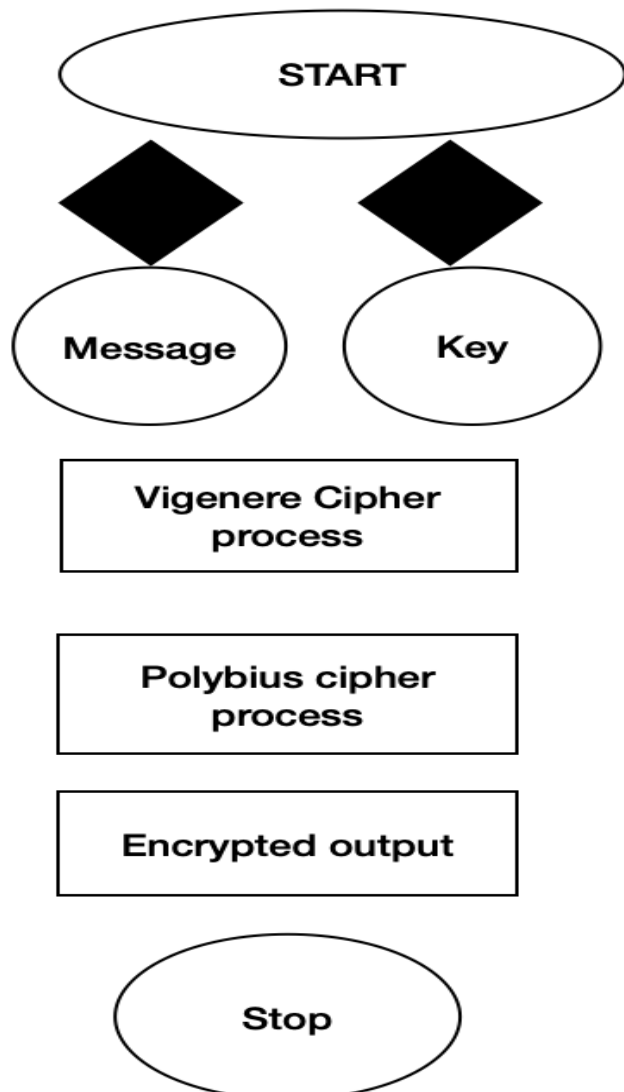 START
Message
Key
Vigenere Cipher
process
Polybius cipher
process
Encrypted output
Stop